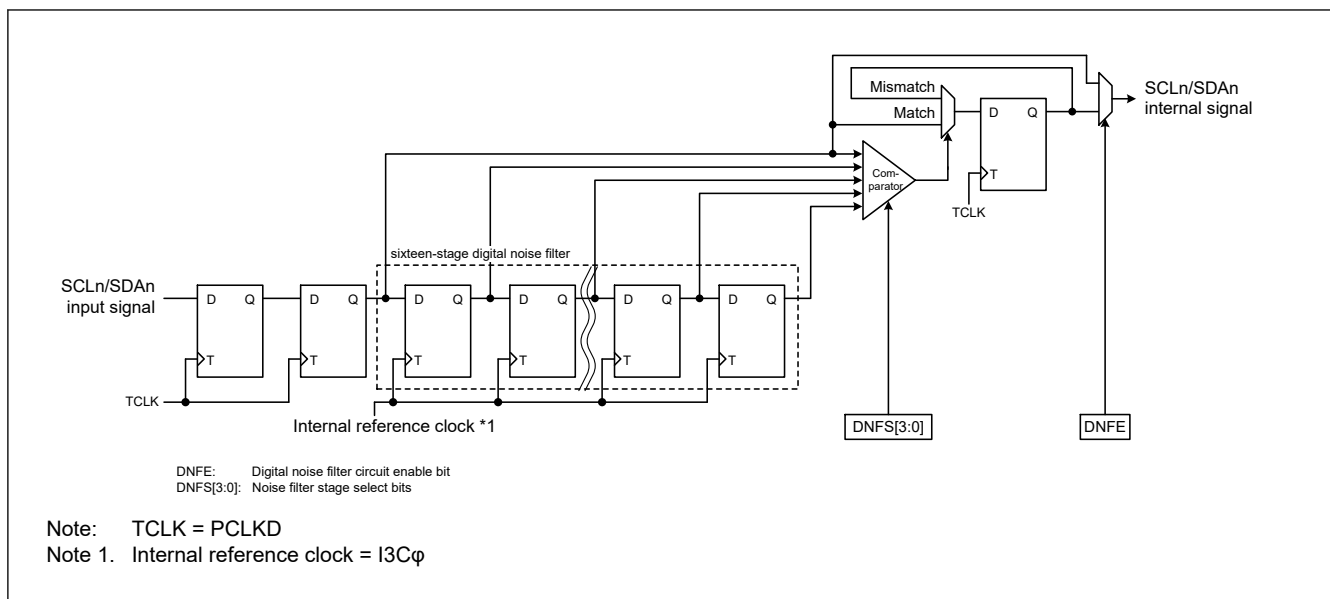 Mismatch
Match
SCLn/SDAn
internal signal
D Q
T
TCLK
Com-
parator
sixteen-stage digital noise filter
SCLn/SDAn
input signal
D Q D Q D Q D Q D Q D Q
T T T T T T
TCLK
Internal reference clock *1
DNFS[3:0]
DNFE
DNFE: Digital noise filter circuit enable bit
DNFS[3:0]: Noise filter stage select bits
Note: TCLK = PCLKD
Note 1. Internal reference clock = I3Cφ